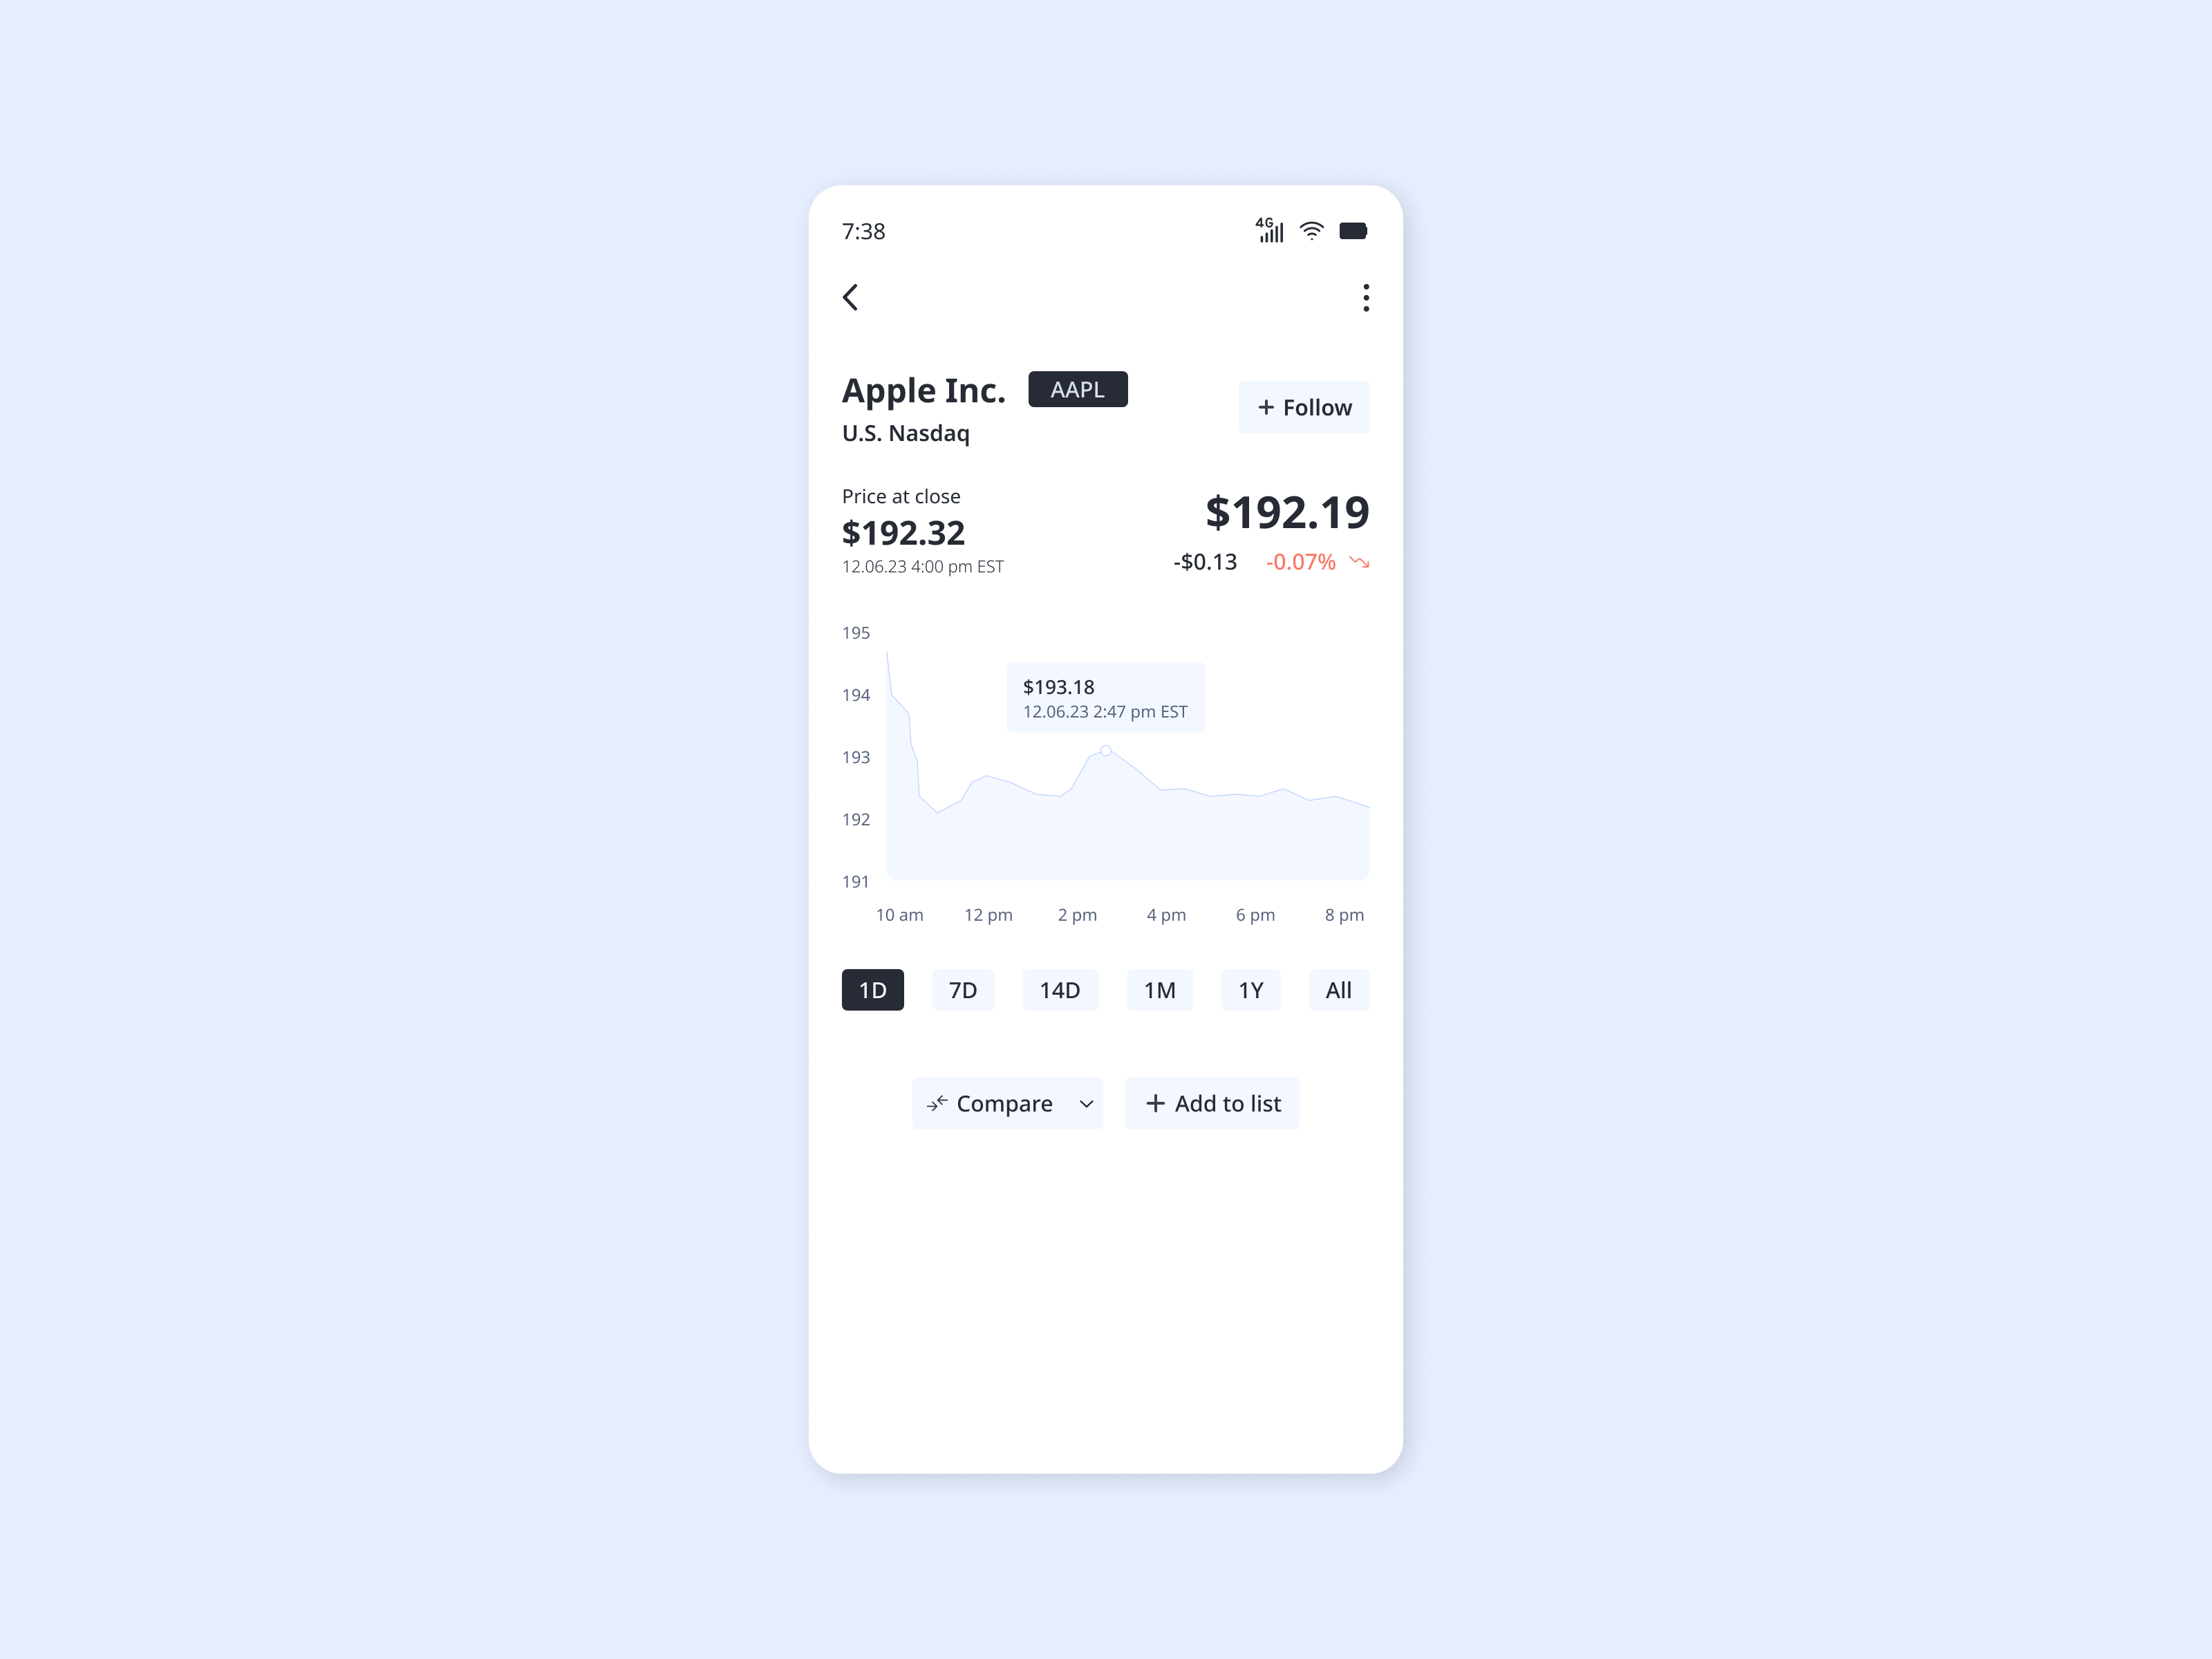 7:38
4G
Apple Inc. AAPL
U.S. Nasdaq
+ Follow
Price at close
$192.32
12.06.23 4:00 pm EST
$192.19
-$0.13 -0.07%
195
194
193
192
191
$193.18
12.06.23 2:47 pm EST
10 am 12 pm 2 pm 4 pm 6 pm 8 pm
1D 7D 14D 1M 1Y All
Compare
+ Add to list